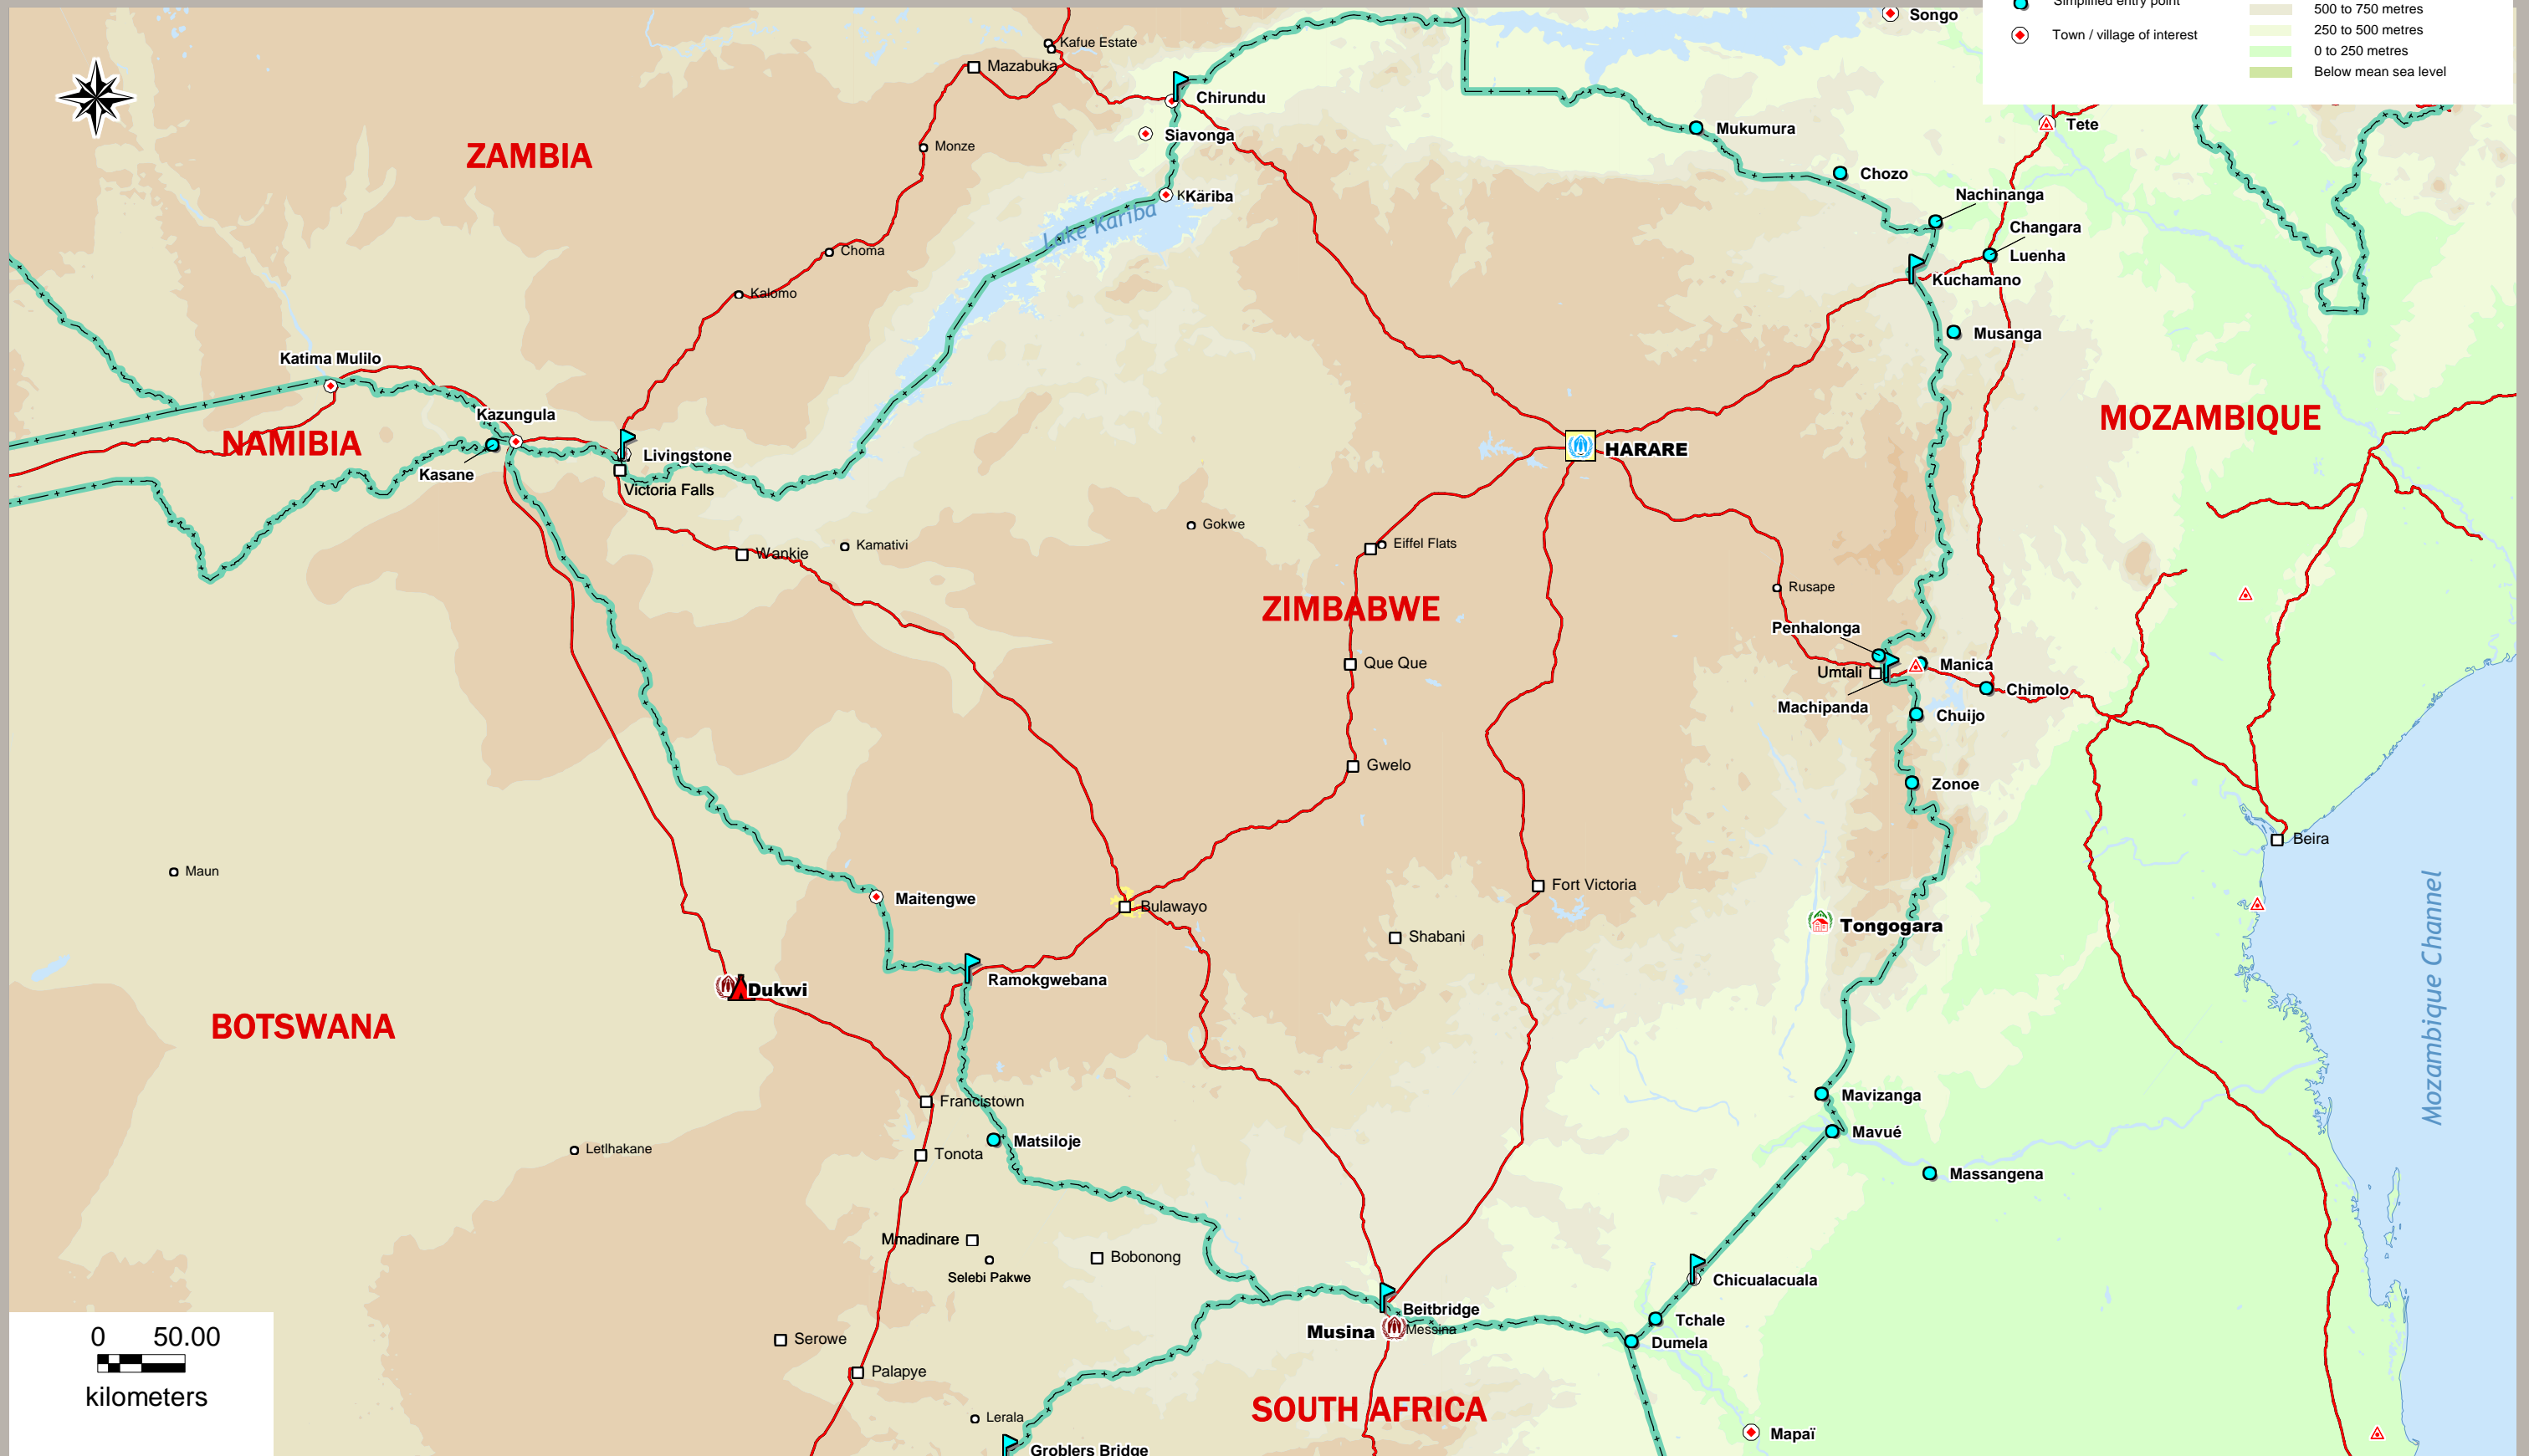 Songo
Simplified entry point
Town / village of interest
500 to 750 metres
250 to 500 metres
0 to 250 metres
Below mean sea level
Kafue Estate
Mazabuka
Chirundu
Siavonga
Mukumura
Tete
ZAMBIA
Monze
Chozo
Käriba
Lake Kariba
Nachinanga
Changara
Luenha
Choma
Kalomo
Kuchamano
Musanga
Katima Mulilo
Kazungula
NAMIBIA
Kasane
Livingstone
Victoria Falls
HARARE
MOZAMBIQUE
Gokwe
Eiffel Flats
Wankie
Kamativi
Rusape
ZIMBABWE
Penhalonga
Que Que
Umtali
Manica
Chimolo
Machipanda
Chuijo
Gwelo
Zonoe
Beira
Maun
Maitengwe
Bulawayo
Fort Victoria
Shabani
Tongogara
Mozambique Channel
Ramokgwebana
Dukwi
BOTSWANA
Francistown
Mavizanga
Matsiloje
Mavué
Letlhakane
Tonota
Massangena
Mmadinare
Bobonong
Selebi Pakwe
Chicualacuala
Beitbridge
Musina
Messina
Tchale
Dumela
0 50.00
kilometers
Serowe
Palapye
SOUTH AFRICA
Lerala
Mapaï
Groblers Bridge